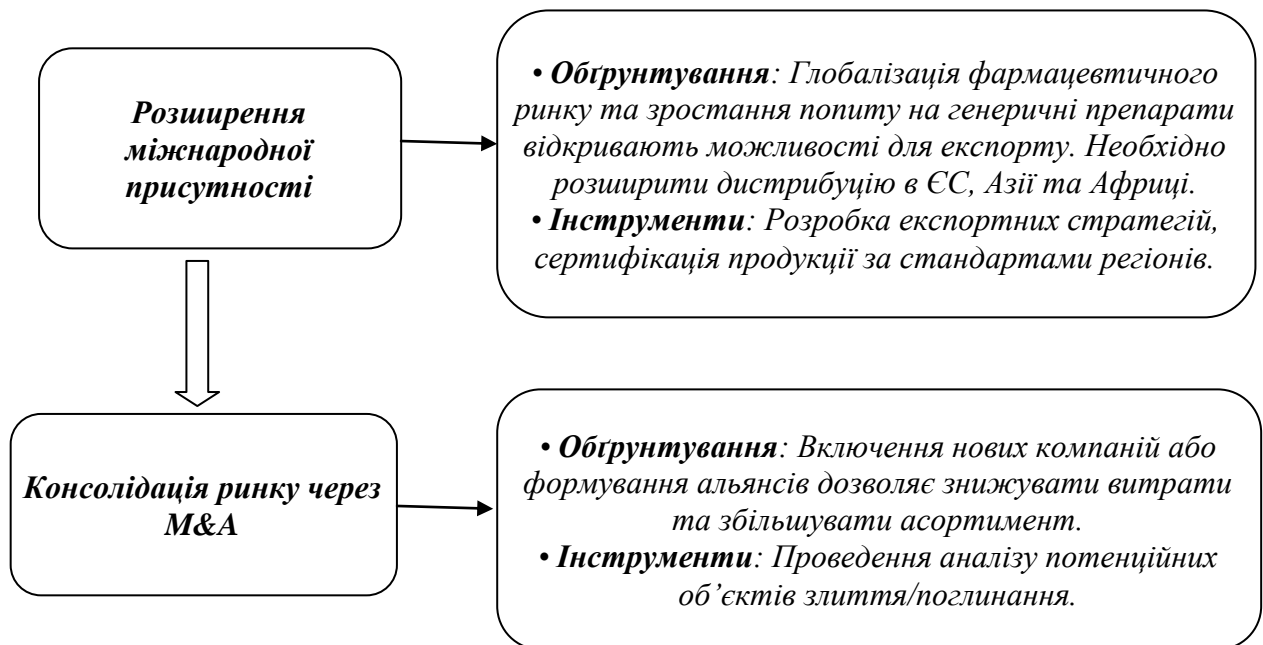 Розширення
міжнародної
присутності
• Обґрунтування: Глобалізація фармацевтичного
ринку та зростання попиту на генеричні препарати
відкривають можливості для експорту. Необхідно
розширити дистрибуцію в ЄС, Азії та Африці.
• Інструменти: Розробка експортних стратегій,
сертифікація продукції за стандартами регіонів.
Консолідація ринку через
M&A
• Обґрунтування: Включення нових компаній або
формування альянсів дозволяє знижувати витрати
та збільшувати асортимент.
• Інструменти: Проведення аналізу потенційних
об’єктів злиття/поглинання.